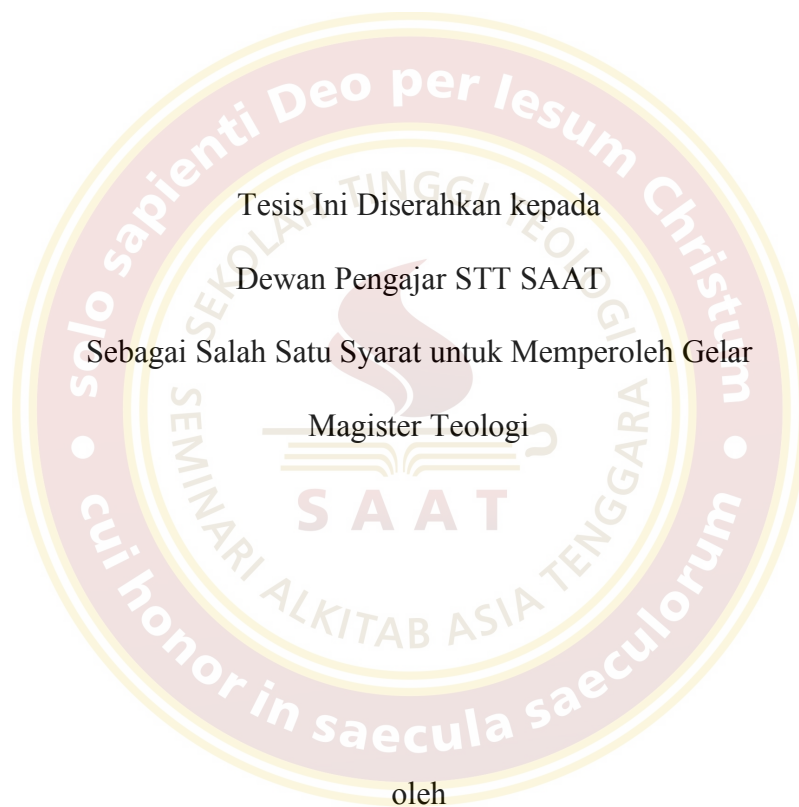 Tesis Ini Diserahkan kepada
Dewan Pengajar STT SAAT
Sebagai Salah Satu Syarat untuk Memperoleh Gelar
Magister Teologi
oleh
solo sapienti Deo per Iesum Christum
cui honor in saecula saeculorum
SEKOLAH TINGGI TEOLOGI
SEMINARI ALKITAB ASIA TENGGARA
SAAT